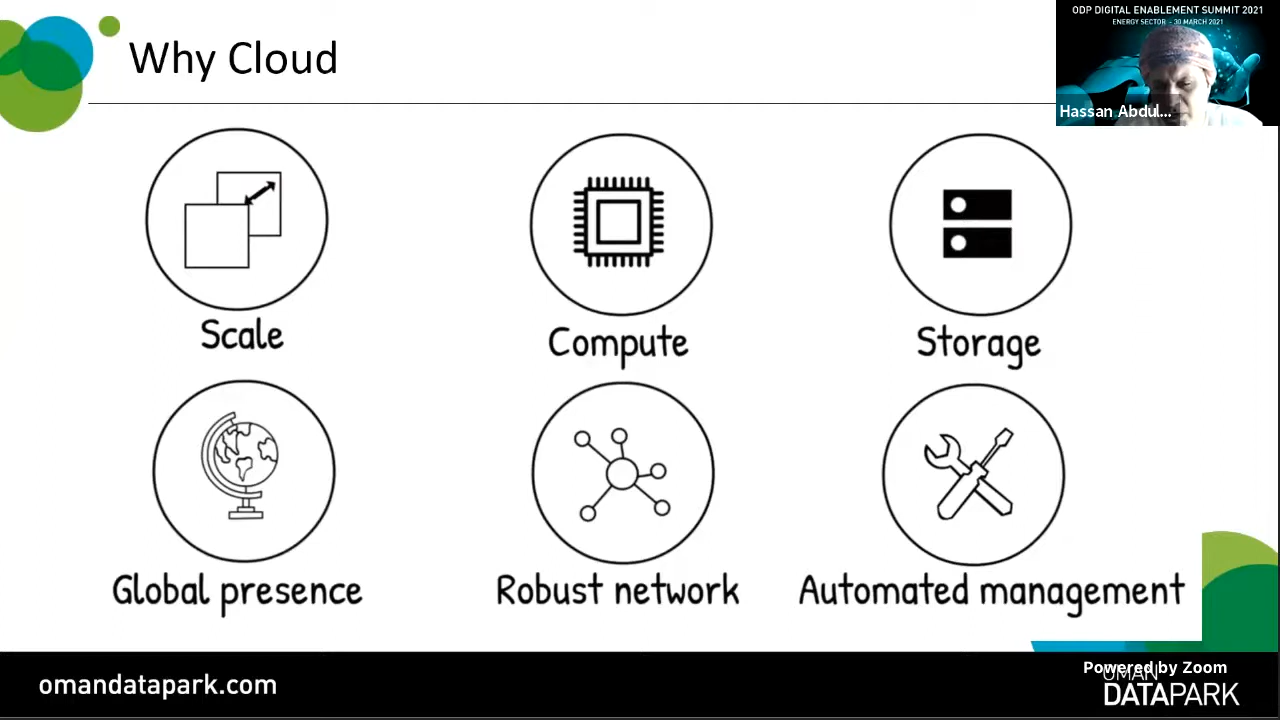 Why Cloud
ODP DIGITAL ENABLEMENT SUMMIT 2021
ENERGY SECTOR - 30 MARCH 2021
Hassan Abdul...
Scale
Compute
Storage
Global presence
Robust network
Automated management
omandatapark.com
Powered by Zoom
OMAN
DATAPARK